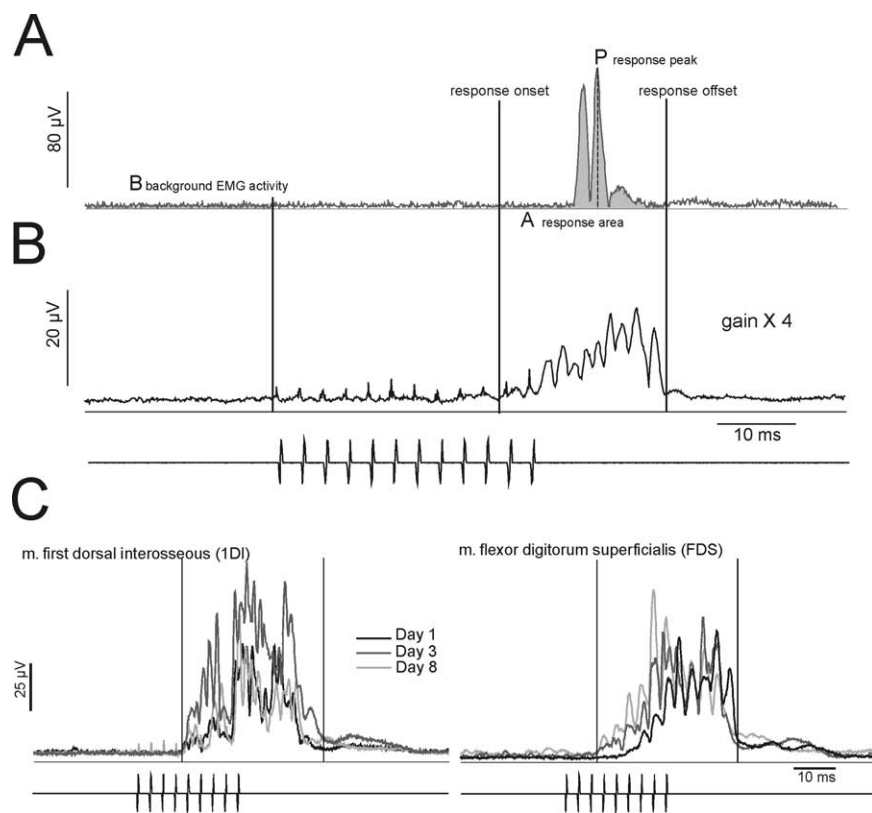 A
P response peak
response onset
response offset
80 µV
B background EMG activity
A response area
B
20 µV
gain X 4
10 ms
C
m. first dorsal interosseous (1DI)
m. flexor digitorum superficialis (FDS)
Day 1
Day 3
Day 8
25 µV
10 ms